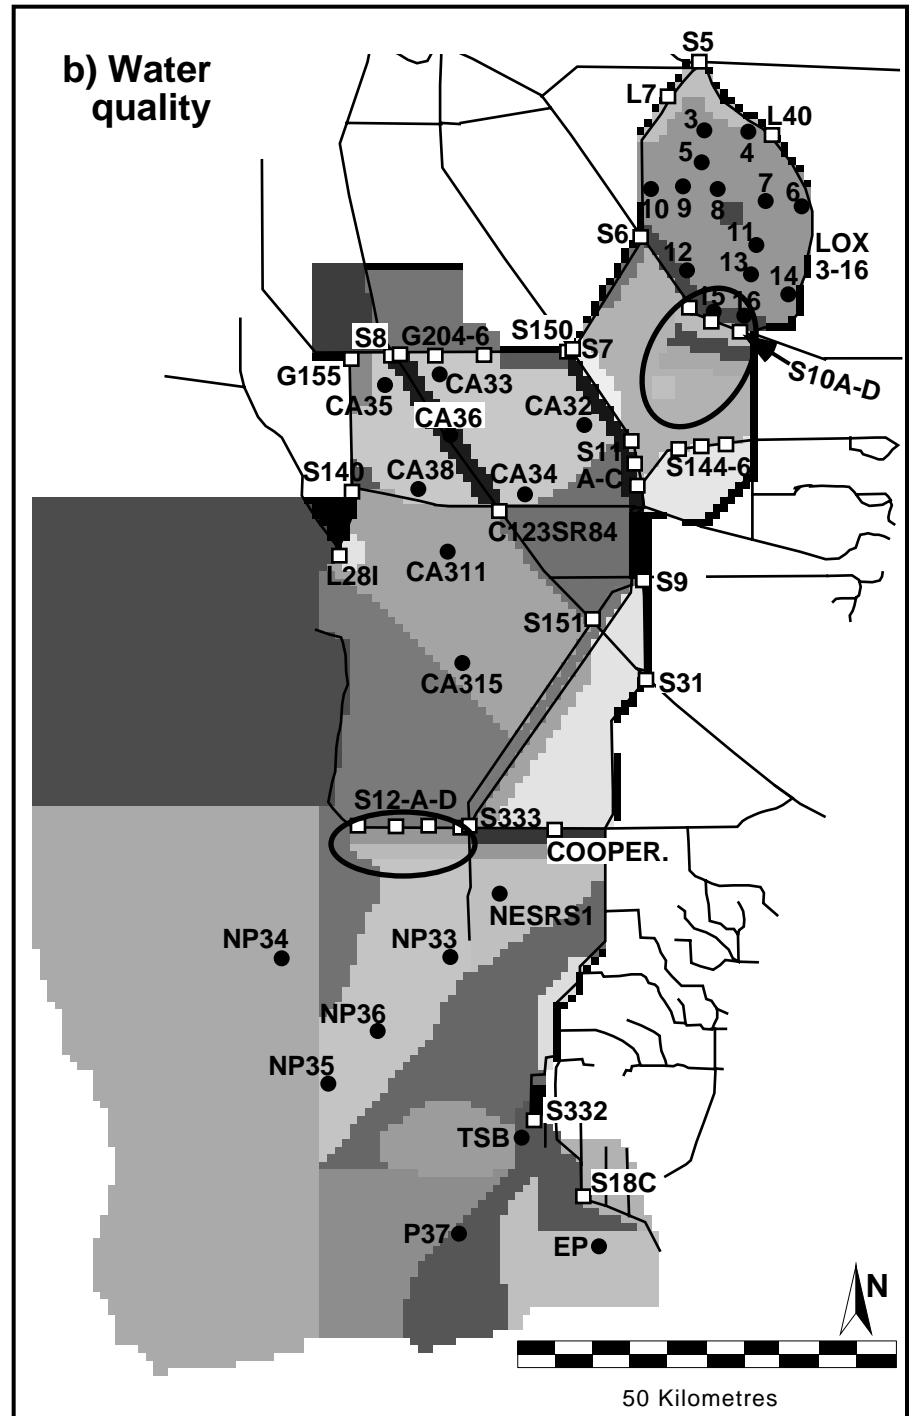 b) Water
quality
S5
L7
L40
3
4
5
7
6
10
9
8
11
S6
LOX
3-16
12
13
14
15
16
S8
G204-6
S150
S7
G155
CA33
S10A-D
CA35
CA36
CA32
S11
A-C
S144-6
S140
CA38
CA34
C123SR84
CA311
L28I
S9
S151
CA315
S31
S12-A-D
S333
COOPER.
NESRS1
NP34
NP33
NP36
NP35
S332
TSB
S18C
P37
EP
N
50 Kilometres